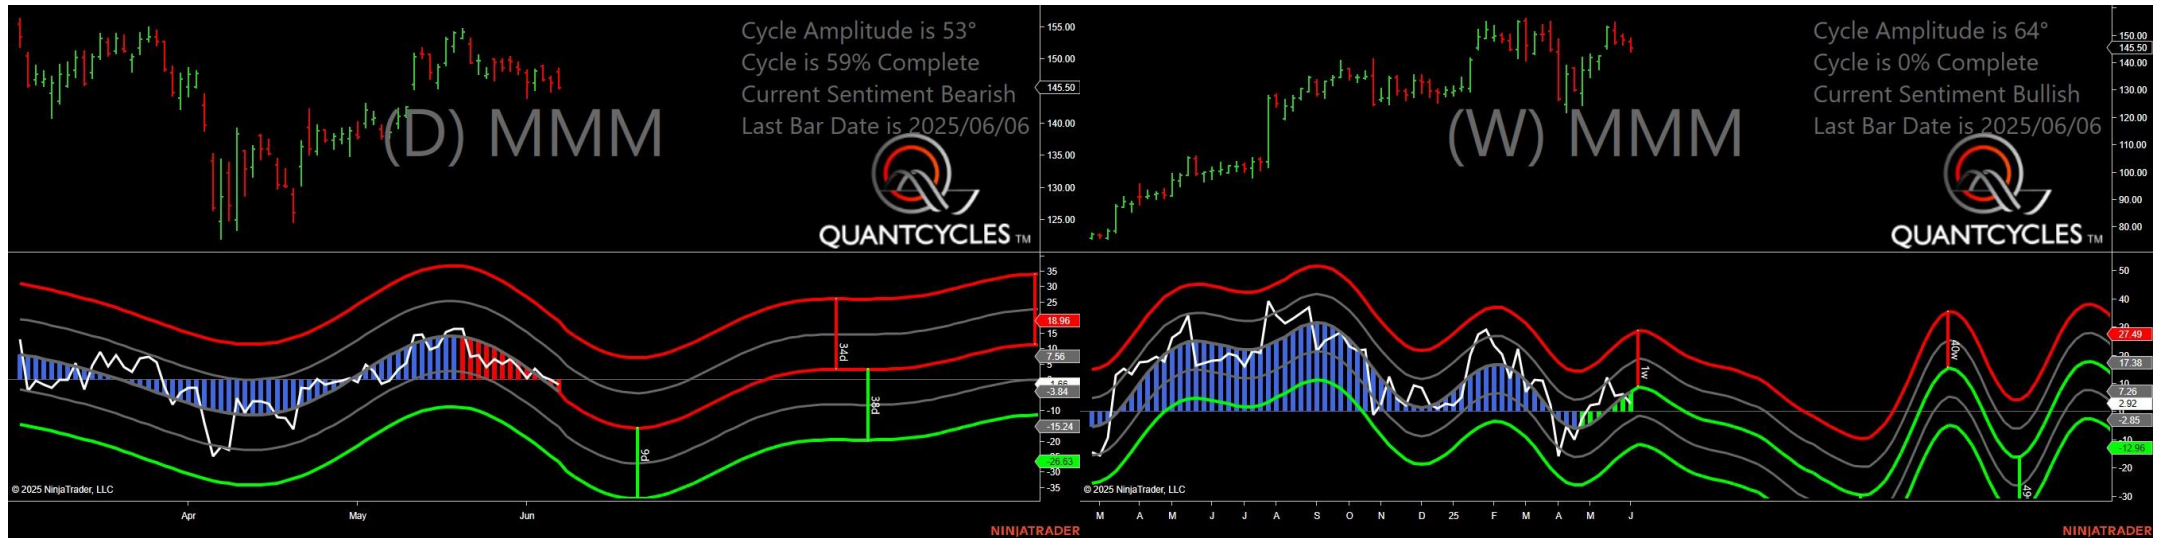 Cycle Amplitude is 53°
Cycle is 59% Complete
Current Sentiment Bearish
Last Bar Date is 2025/06/06
(D) MMM
QUANTCYCLES TM
155.00
150.00
145.50
140.00
135.00
130.00
125.00
35
30
25
18.96
15
10
7.56
5
-1.66
-3.84
-10
-15.24
-20
-26.63
-30
-35
34d
38d
9d
© 2025 NinjaTrader, LLC
Apr May Jun
NINJATRADER
Cycle Amplitude is 64°
Cycle is 0% Complete
Current Sentiment Bullish
Last Bar Date is 2025/06/06
(W) MMM
QUANTCYCLES TM
150.00
145.50
140.00
130.00
120.00
110.00
100.00
90.00
80.00
50
40
27.49
17.38
10
7.26
2.92
-2.85
-10
-12.96
-20
-30
1w
40w
© 2025 NinjaTrader, LLC
M A M J J A S O N D 25 F M A M J
NINJATRADER